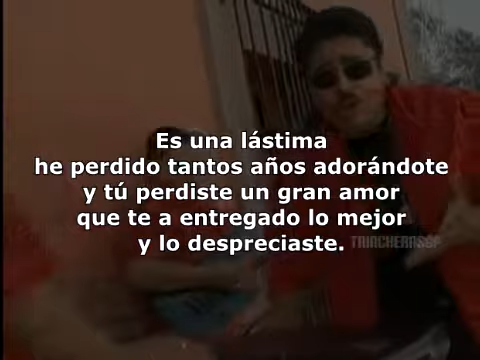 Es una lástima
he perdido tantos años adorándote
y tú perdiste un gran amor
que te a entregado lo mejor
y lo despreciaste.